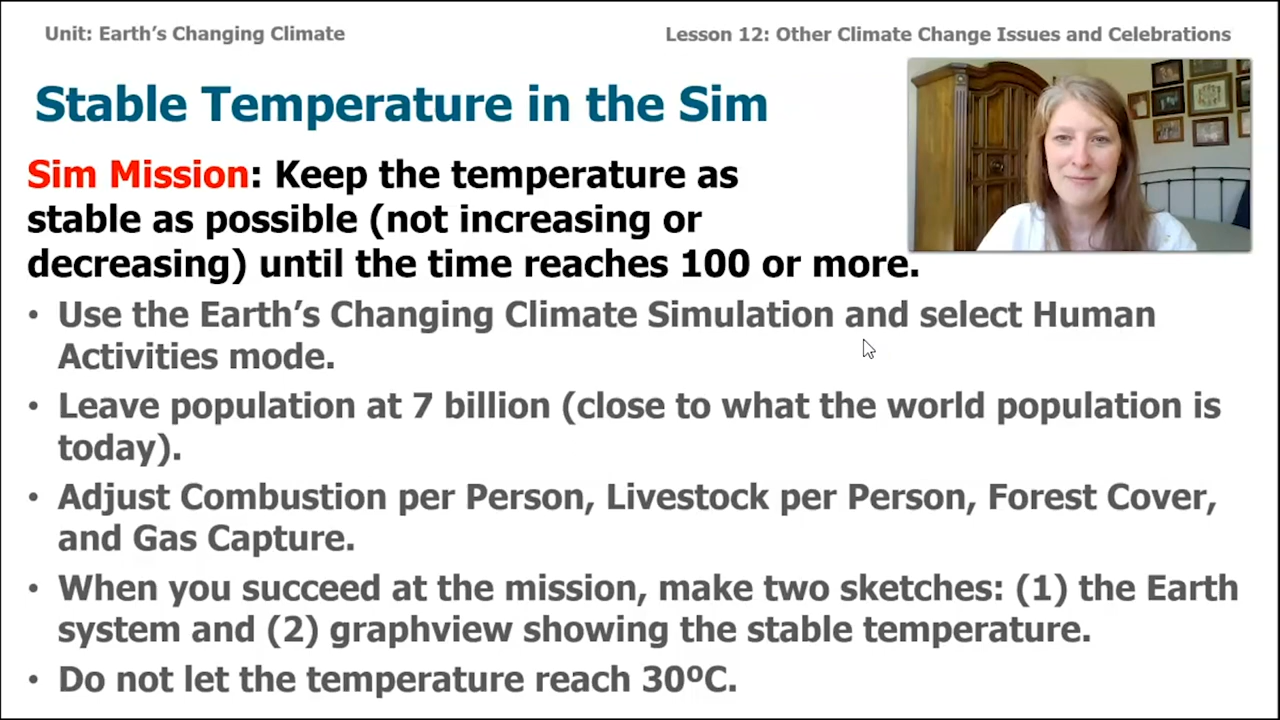 Unit: Earth’s Changing Climate
Lesson 12: Other Climate Change Issues and Celebrations
Stable Temperature in the Sim
Sim Mission: Keep the temperature as
stable as possible (not increasing or
decreasing) until the time reaches 100 or more.
• Use the Earth’s Changing Climate Simulation and select Human
Activities mode.
• Leave population at 7 billion (close to what the world population is
today).
• Adjust Combustion per Person, Livestock per Person, Forest Cover,
and Gas Capture.
• When you succeed at the mission, make two sketches: (1) the Earth
system and (2) graphview showing the stable temperature.
• Do not let the temperature reach 30ºC.